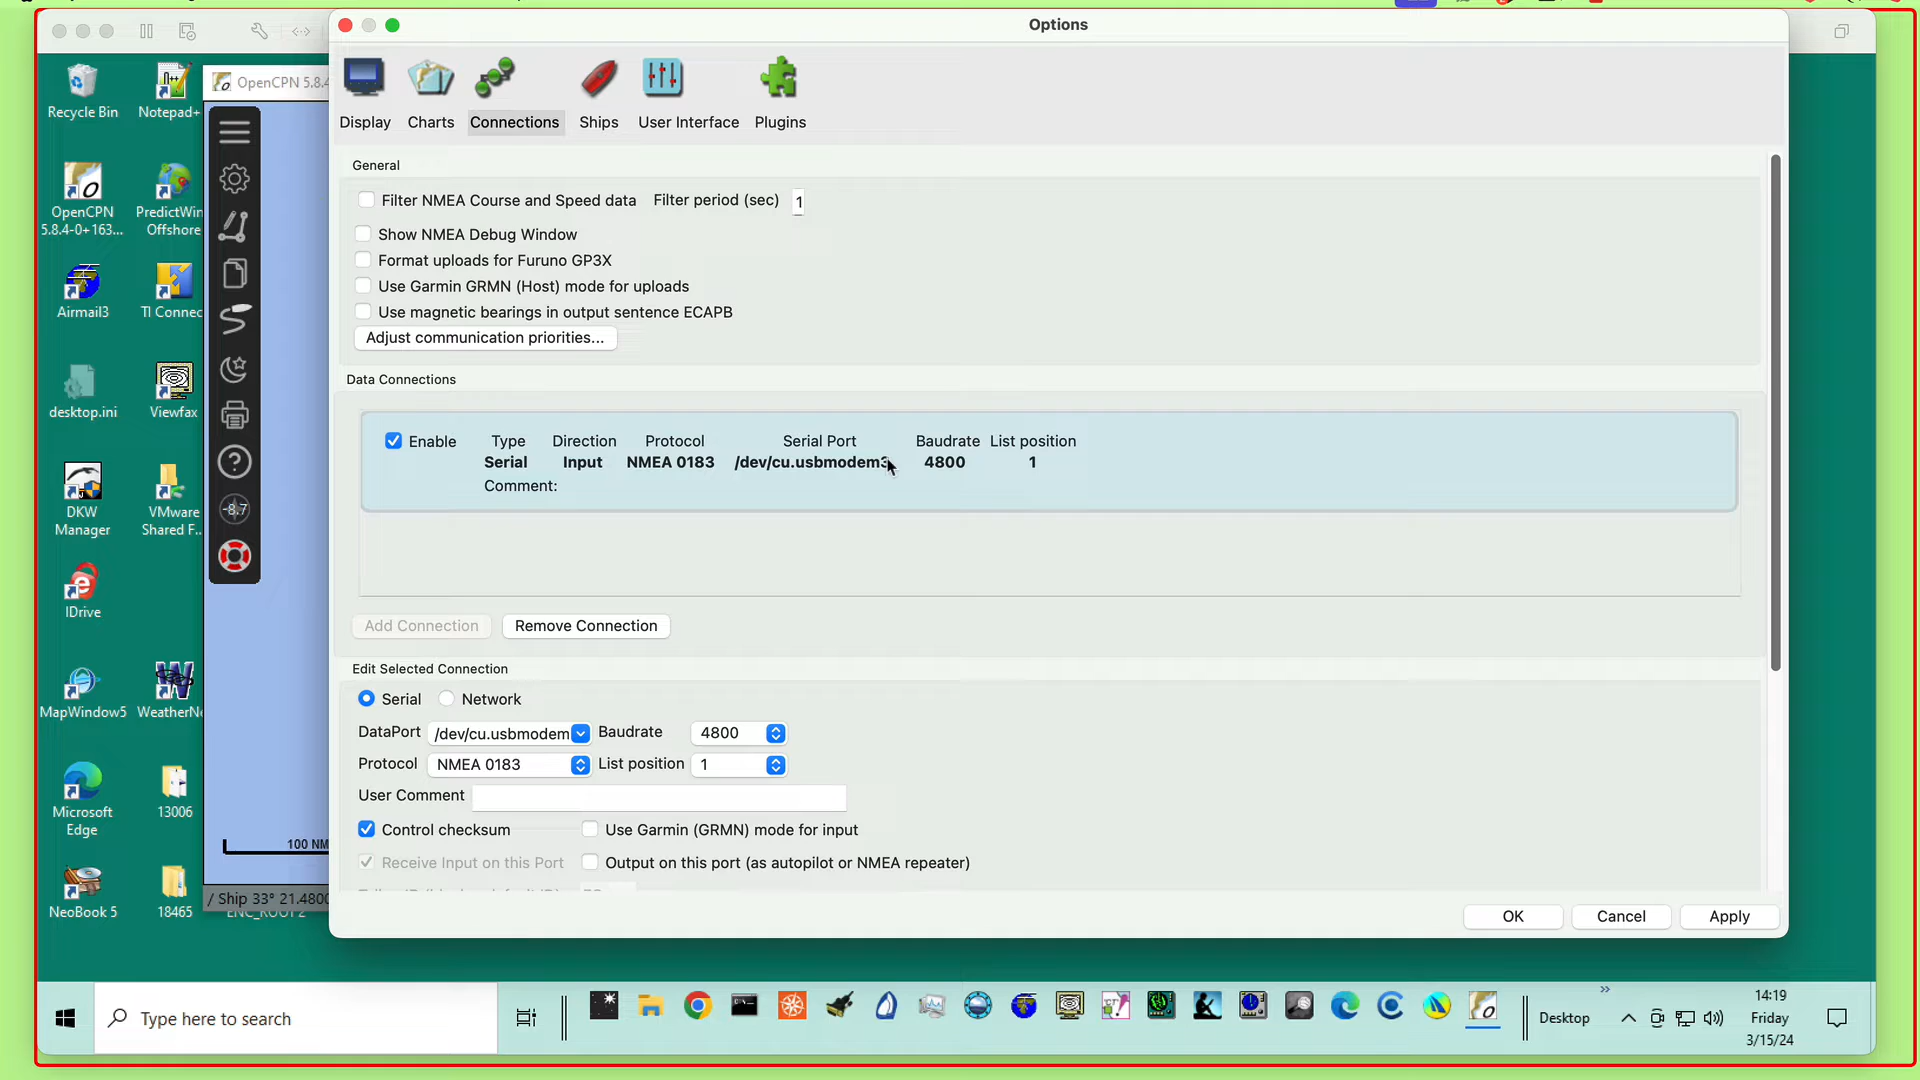 Options
Display Charts Connections Ships User Interface Plugins
General
Filter NMEA Course and Speed data Filter period (sec) 1
Show NMEA Debug Window
Format uploads for Furuno GP3X
Use Garmin GRMN (Host) mode for uploads
Use magnetic bearings in output sentence ECAPB
Adjust communication priorities...
Data Connections
Enable Type Direction Protocol Serial Port Baudrate List position
Serial Input NMEA 0183 /dev/cu.usbmodem3 4800 1
Comment:
Add Connection Remove Connection
Edit Selected Connection
Serial Network
DataPort /dev/cu.usbmodem Baudrate 4800
Protocol NMEA 0183 List position 1
User Comment
Control checksum Use Garmin (GRMN) mode for input
Receive Input on this Port Output on this port (as autopilot or NMEA repeater)
OK Cancel Apply
OpenCPN 5.8.4
-8.7
100 NM
/ Ship 33° 21.4800
Recycle Bin Notepad+
OpenCPN
5.8.4-0+163...
PredictWin
Offshore
Airmail3 TI Connec
desktop.ini Viewfax
DKW
Manager
VMware
Shared F...
IDrive
MapWindow5 WeatherNe
Microsoft
Edge
13006
NeoBook 5 18465 ENC_ROOT2
Type here to search
Desktop
14:19
Friday
3/15/24